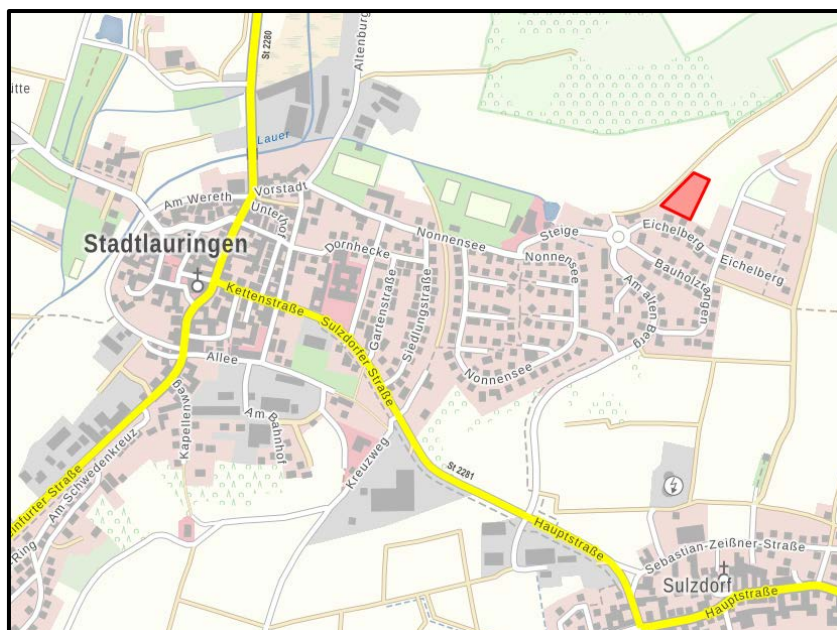 St 2280
Altenburg
ütte
Lauer
Am Wereth
Vorstadt
Unterhof
Stadtlauringen
Dornhecke
Nonnensee
Steige
Eichelberg
Nonnensee
Bauholzrangen
Eichelberg
Kettenstraße
Gartenstraße
Siedlungstraße
Am alten Berg
Sulzdorfer Straße
Allee
Nonnensee
Kapellenweg
Am Bahnhof
Am Schwedenkreuz
Kreuzweg
St 2281
infurter Straße
Hauptstraße
Sebastian-Zeißner-Straße
-Ring
Sulzdorf
Hauptstraße